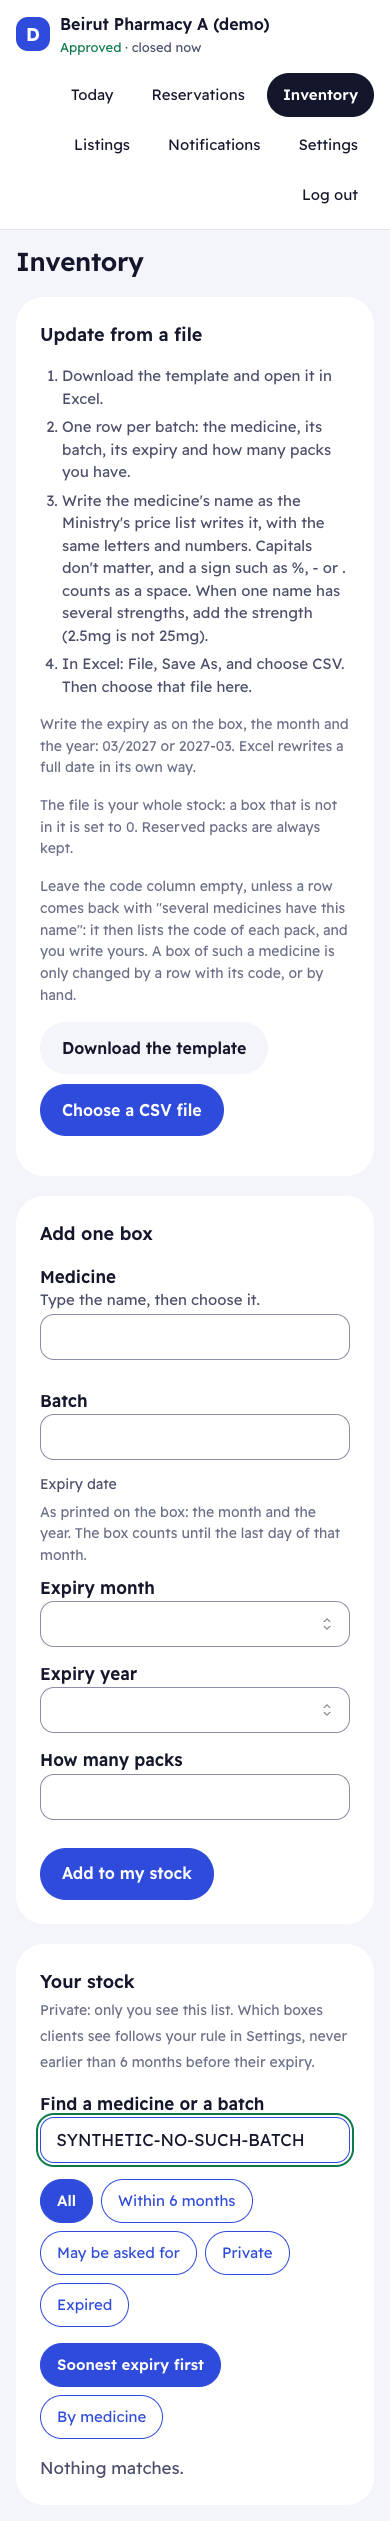 D
Beirut Pharmacy A (demo)
Approved · closed now
Today Reservations Inventory
Listings Notifications Settings
Log out
Inventory
Update from a file
1. Download the template and open it in
Excel.
2. One row per batch: the medicine, its
batch, its expiry and how many packs
you have.
3. Write the medicine's name as the
Ministry's price list writes it, with the
same letters and numbers. Capitals
don't matter, and a sign such as %, - or .
counts as a space. When one name has
several strengths, add the strength
(2.5mg is not 25mg).
4. In Excel: File, Save As, and choose CSV.
Then choose that file here.
Write the expiry as on the box, the month and
the year: 03/2027 or 2027-03. Excel rewrites a
full date in its own way.
The file is your whole stock: a box that is not
in it is set to 0. Reserved packs are always
kept.
Leave the code column empty, unless a row
comes back with "several medicines have this
name": it then lists the code of each pack, and
you write yours. A box of such a medicine is
only changed by a row with its code, or by
hand.
Download the template
Choose a CSV file
Add one box
Medicine
Type the name, then choose it.
Batch
Expiry date
As printed on the box: the month and the
year. The box counts until the last day of that
month.
Expiry month
Expiry year
How many packs
Add to my stock
Your stock
Private: only you see this list. Which boxes
clients see follows your rule in Settings, never
earlier than 6 months before their expiry.
Find a medicine or a batch
SYNTHETIC-NO-SUCH-BATCH
All Within 6 months
May be asked for Private
Expired
Soonest expiry first
By medicine
Nothing matches.